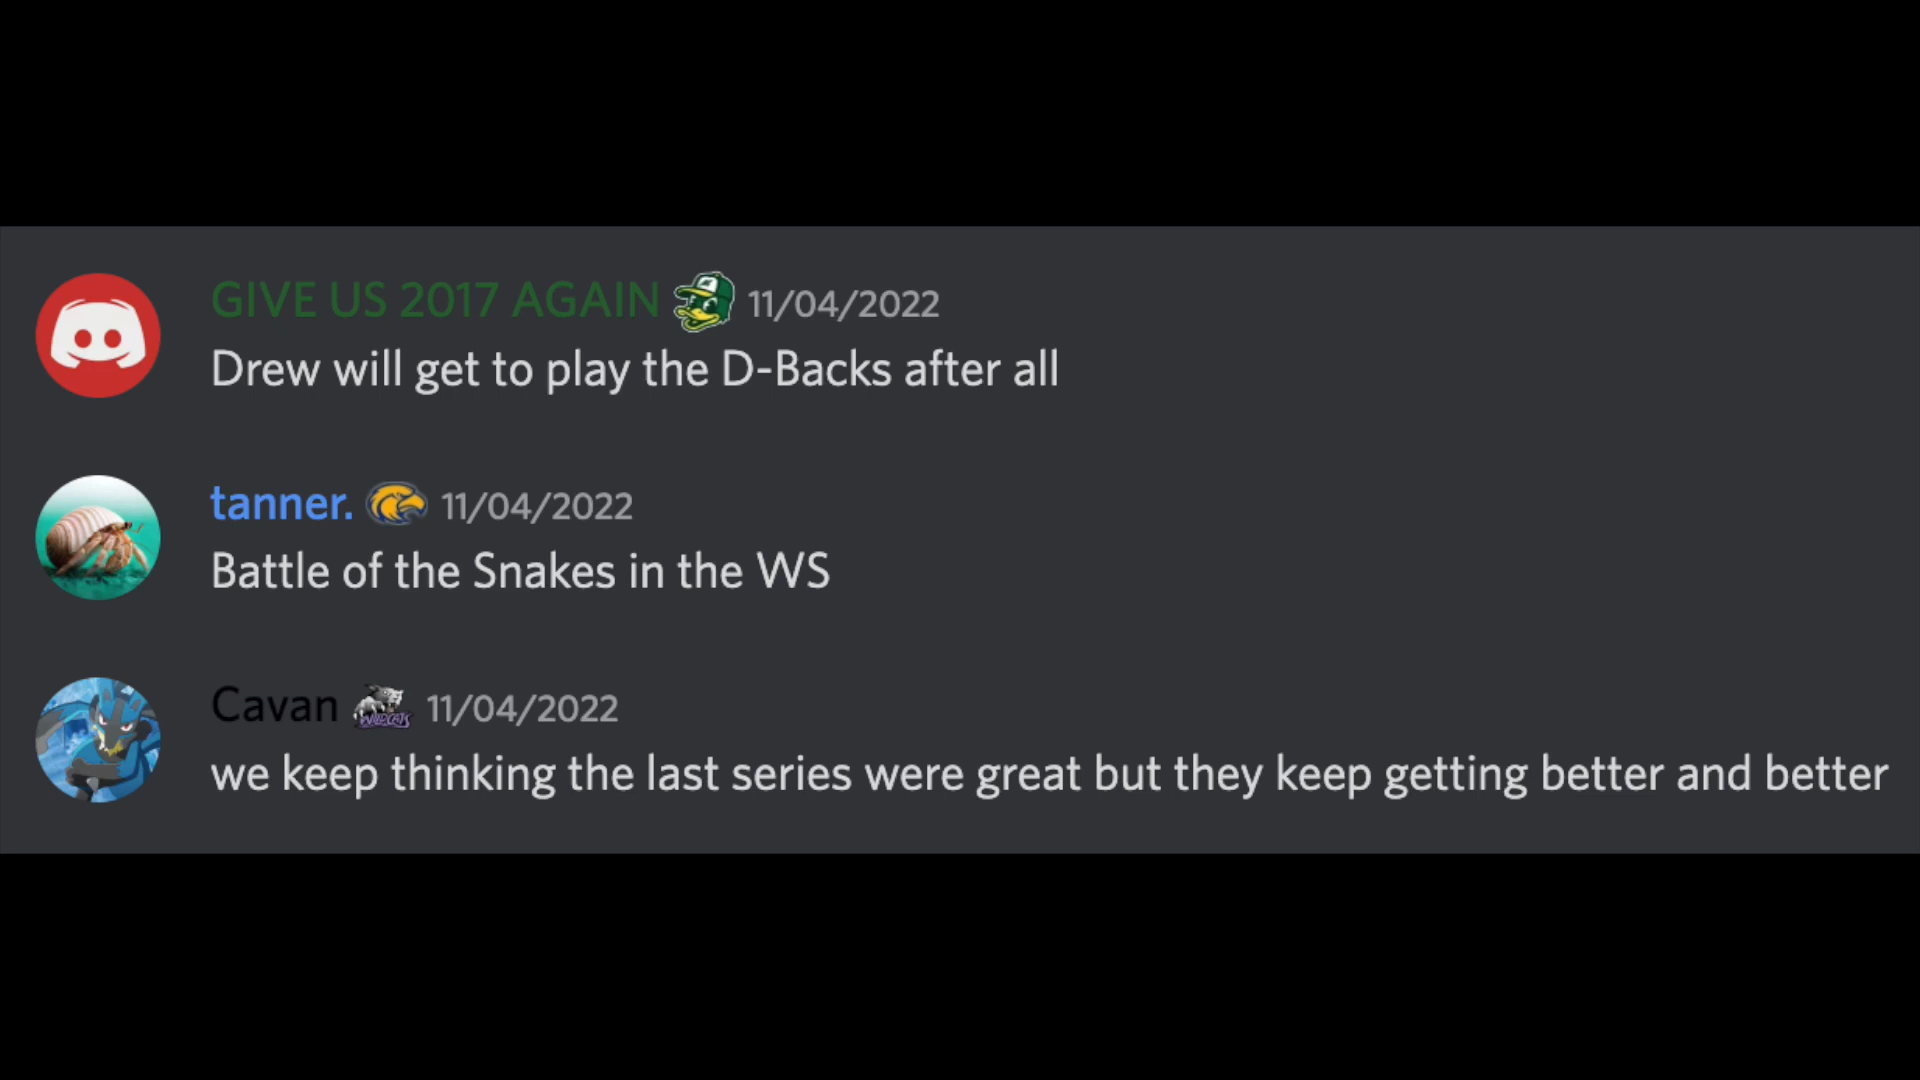 GIVE US 2017 AGAIN 11/04/2022
Drew will get to play the D-Backs after all
tanner. 11/04/2022
Battle of the Snakes in the WS
Cavan WILDCATS 11/04/2022
we keep thinking the last series were great but they keep getting better and better